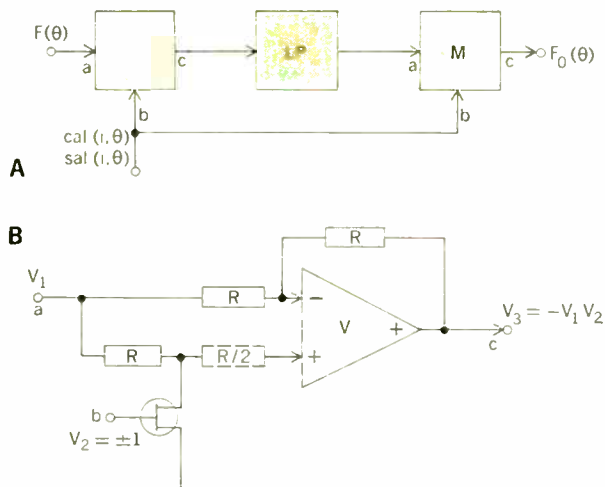 F(θ)
a
c
LP
a
M
c
F₀(θ)
b
b
cal (i, θ)
sal (i, θ)
A
B
R
V₁
a
R
−
V
+
V₃ = −V₁ V₂
c
R
R/2
+
b
V₂ = ±1